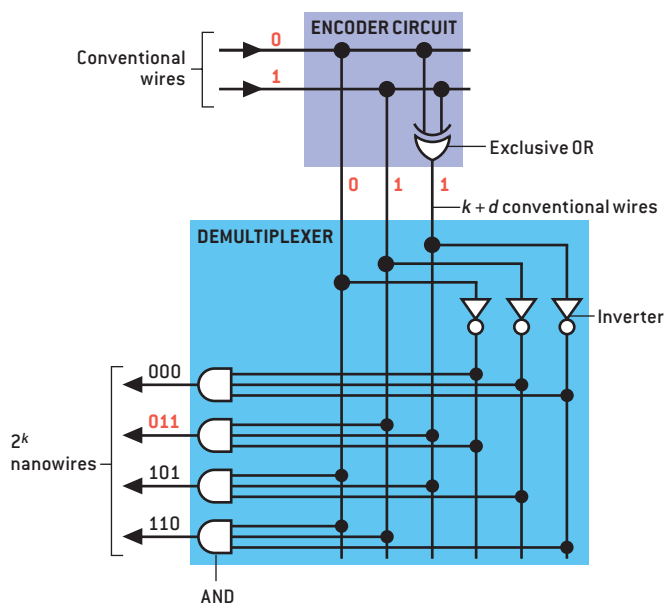 ENCODER CIRCUIT
0
Conventional
wires
1
Exclusive OR
0 1 1
k + d conventional wires
DEMULTIPLEXER
Inverter
000
011
2^k
nanowires
101
110
AND